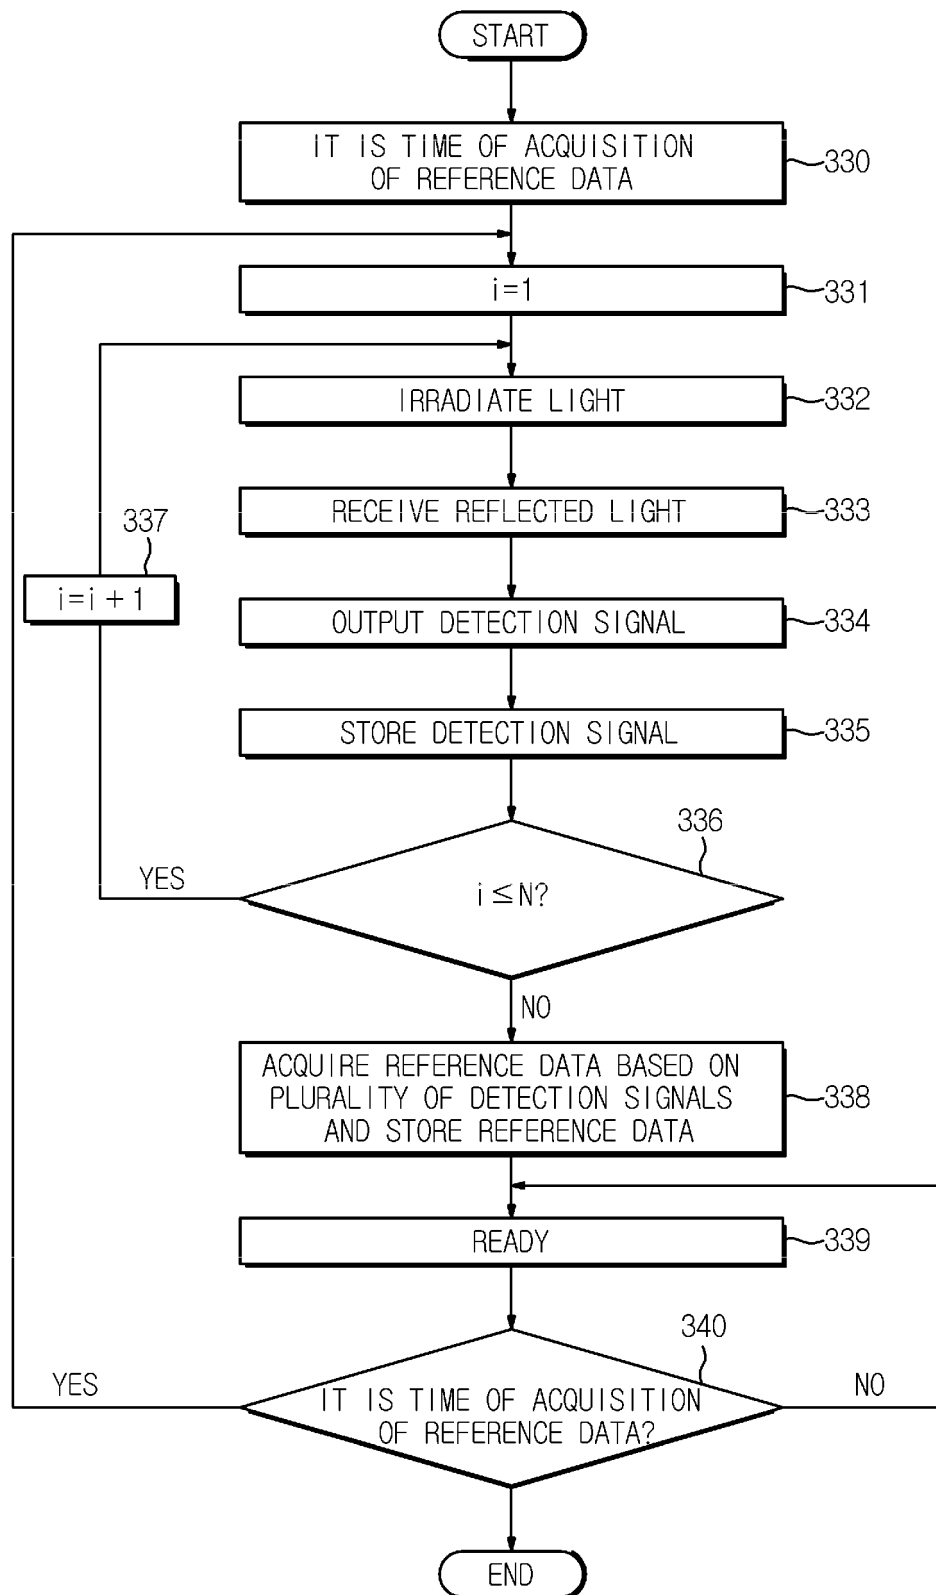 START
IT IS TIME OF ACQUISITION
OF REFERENCE DATA
330
i=1
331
IRRADIATE LIGHT
332
RECEIVE REFLECTED LIGHT
333
337
i=i+1
OUTPUT DETECTION SIGNAL
334
STORE DETECTION SIGNAL
335
336
YES
i≤N?
NO
ACQUIRE REFERENCE DATA BASED ON
PLURALITY OF DETECTION SIGNALS
AND STORE REFERENCE DATA
338
READY
339
340
YES
NO
IT IS TIME OF ACQUISITION
OF REFERENCE DATA?
END